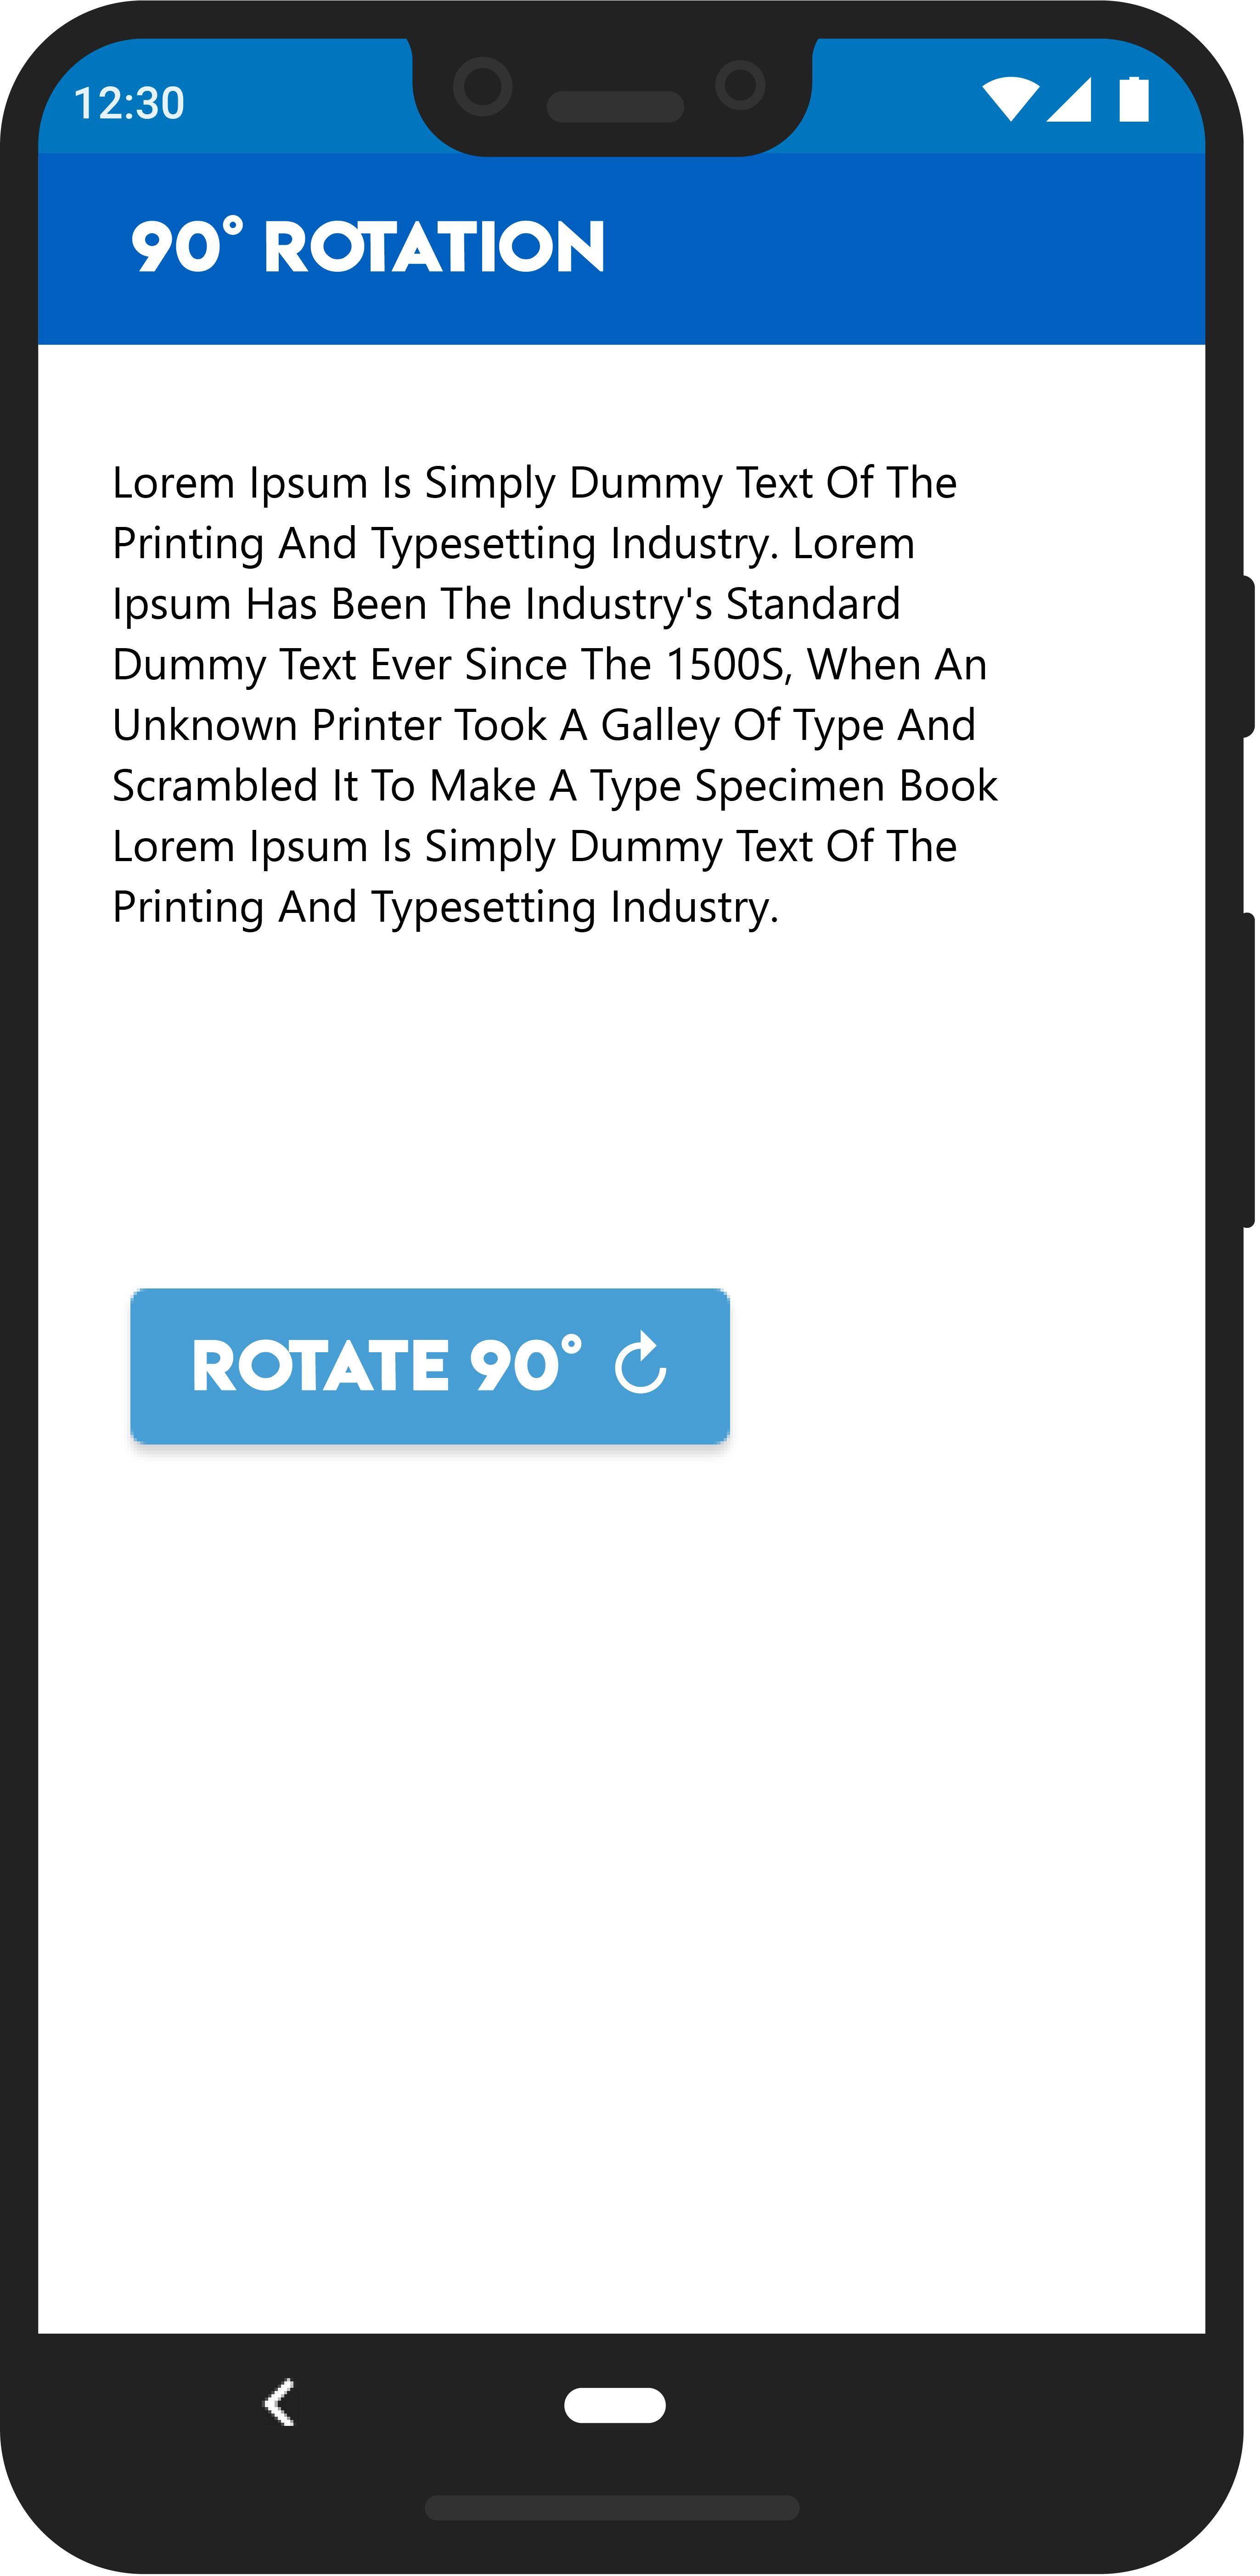 12:30
90° ROTATION
Lorem Ipsum Is Simply Dummy Text Of The
Printing And Typesetting Industry. Lorem
Ipsum Has Been The Industry's Standard
Dummy Text Ever Since The 1500S, When An
Unknown Printer Took A Galley Of Type And
Scrambled It To Make A Type Specimen Book
Lorem Ipsum Is Simply Dummy Text Of The
Printing And Typesetting Industry.
ROTATE 90°